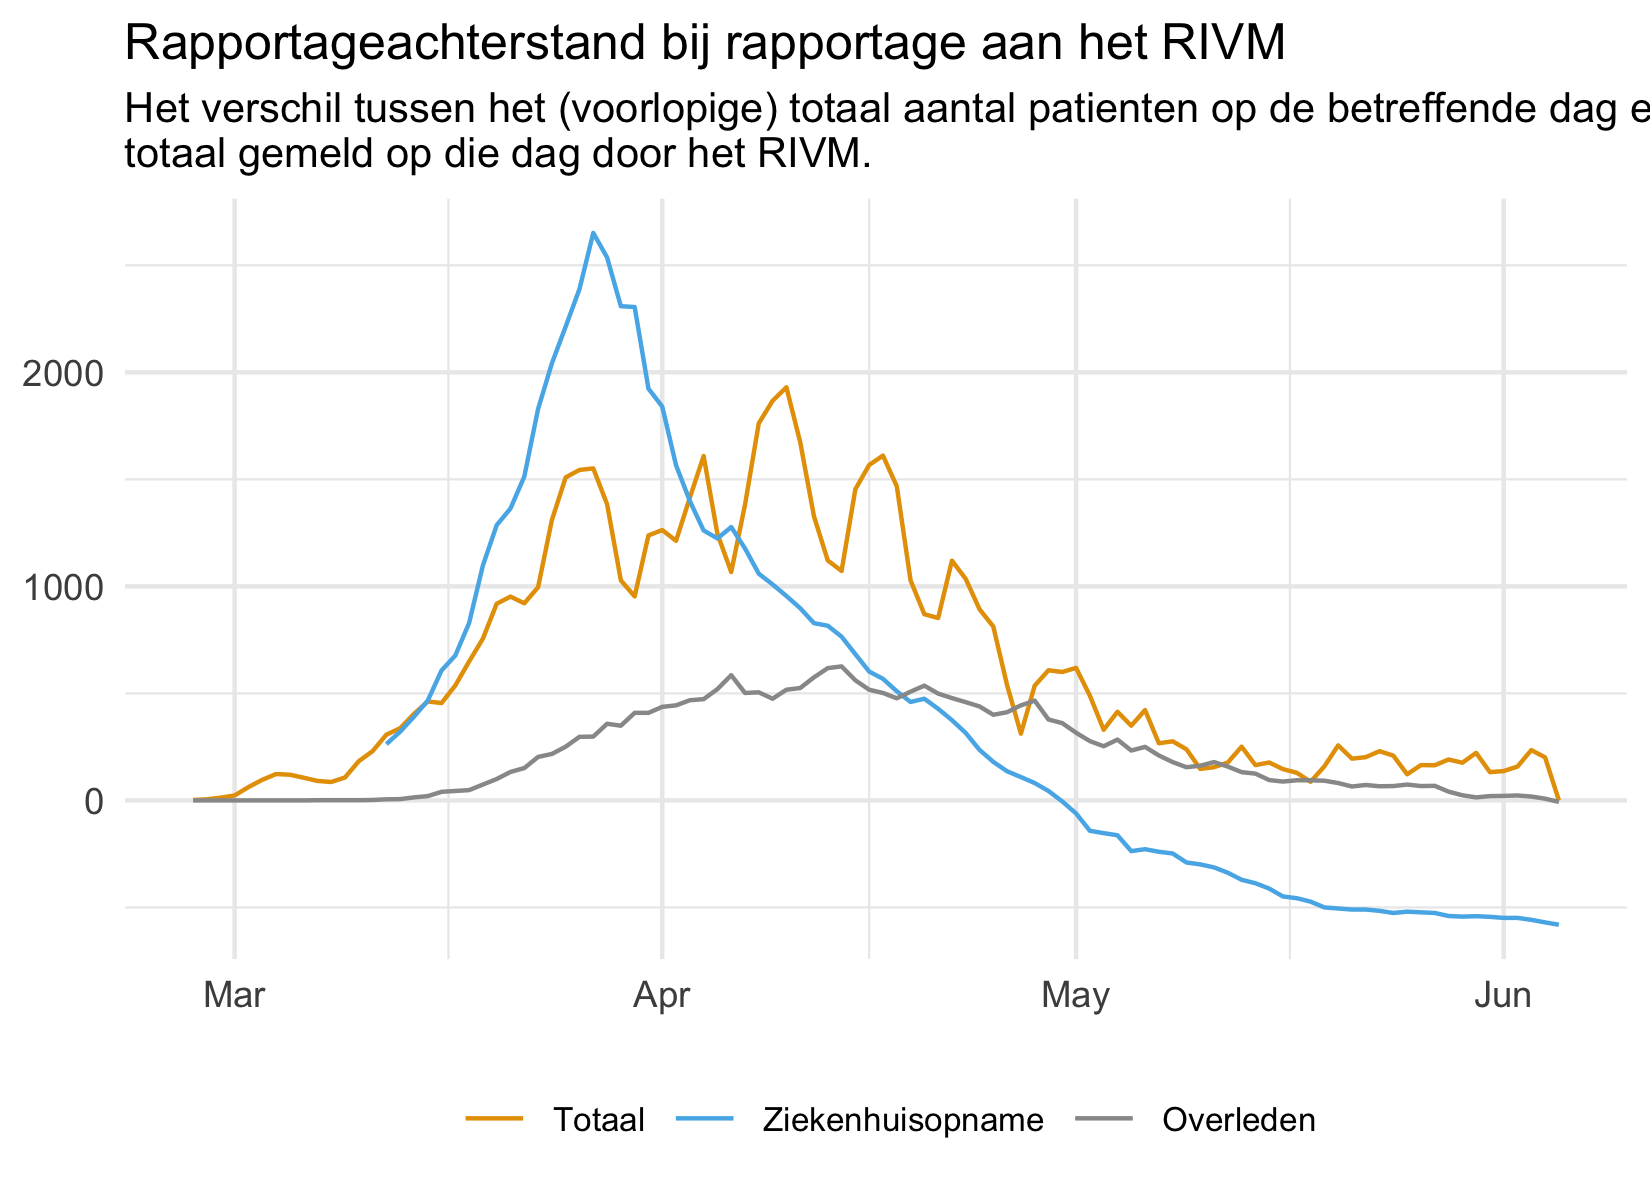 Rapportageachterstand bij rapportage aan het RIVM
Het verschil tussen het (voorlopige) totaal aantal patienten op de betreffende dag e
totaal gemeld op die dag door het RIVM.
2000
1000
0
Mar Apr May Jun
Totaal Ziekenhuisopname Overleden